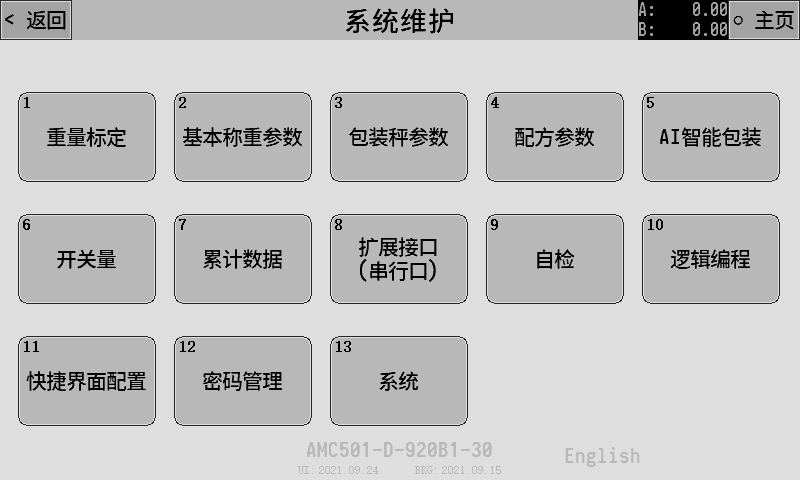 < 返回
系统维护
A: 0.00
B: 0.00
○ 主页
1
重量标定
2
基本称重参数
3
包装秤参数
4
配方参数
5
AI智能包装
6
开关量
7
累计数据
8
扩展接口
(串行口)
9
自检
10
逻辑编程
11
快捷界面配置
12
密码管理
13
系统
AMC501-D-920B1-30
English
UI:2021.09.24 BKG:2021.09.15